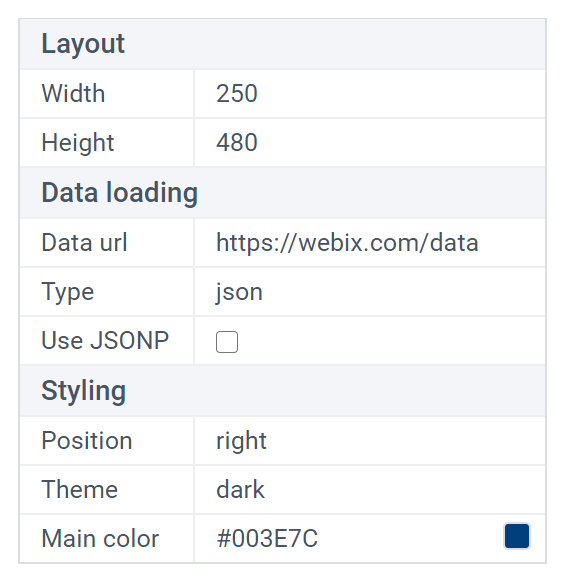 Layout
Width 250
Height 480
Data loading
Data url https://webix.com/data
Type json
Use JSONP
Styling
Position right
Theme dark
Main color #003E7C